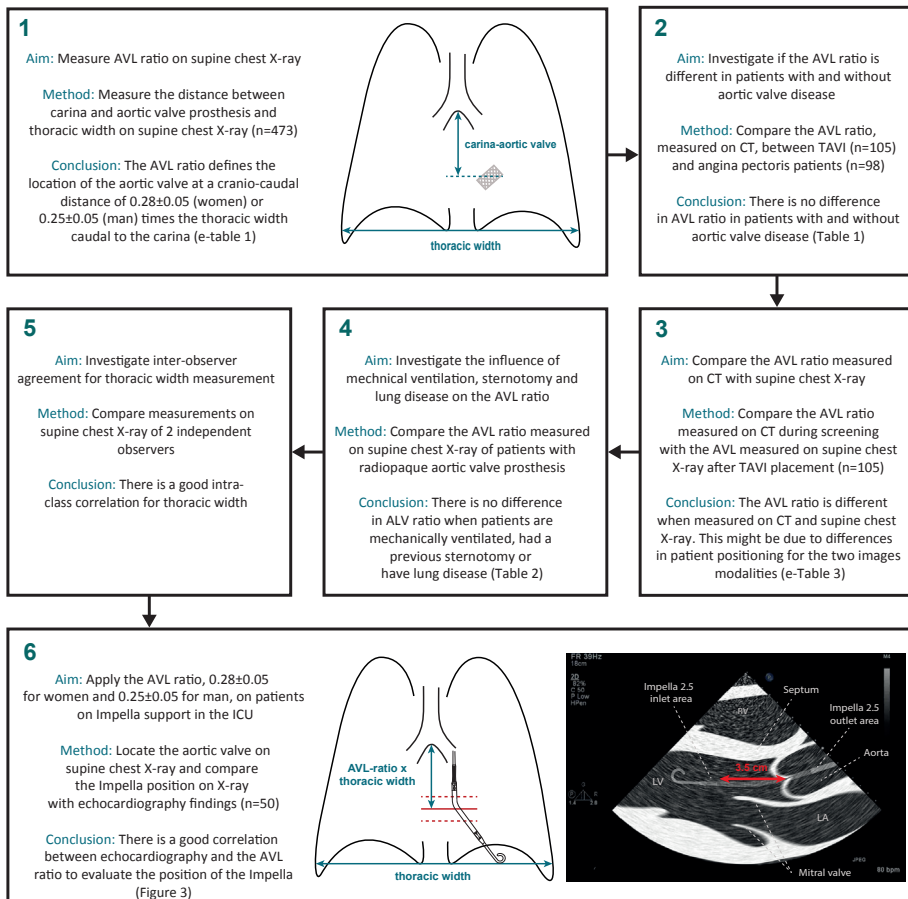 1
Aim: Measure AVL ratio on supine chest X-ray
Method: Measure the distance between
carina and aortic valve prosthesis and
thoracic width on supine chest X-ray (n=473)
Conclusion: The AVL ratio defines the
location of the aortic valve at a cranio-caudal
distance of 0.28±0.05 (women) or
0.25±0.05 (man) times the thoracic width
caudal to the carina (e-table 1)
carina-aortic valve
thoracic width
2
Aim: Investigate if the AVL ratio is
different in patients with and without
aortic valve disease
Method: Compare the AVL ratio,
measured on CT, between TAVI (n=105)
and angina pectoris patients (n=98)
Conclusion: There is no difference
in AVL ratio in patients with and without
aortic valve disease (Table 1)
3
Aim: Compare the AVL ratio measured
on CT with supine chest X-ray
Method: Compare the AVL ratio
measured on CT during screening
with the AVL measured on supine chest
X-ray after TAVI placement (n=105)
Conclusion: The AVL ratio is different
when measured on CT and supine chest
X-ray. This might be due to differences
in patient positioning for the two images
modalities (e-Table 3)
4
Aim: Investigate the influence of
mechnical ventilation, sternotomy and
lung disease on the AVL ratio
Method: Compare the AVL ratio measured
on supine chest X-ray of patients with
radiopaque aortic valve prosthesis
Conclusion: There is no difference
in ALV ratio when patients are
mechanically ventilated, had a
previous sternotomy or
have lung disease (Table 2)
5
Aim: Investigate inter-observer
agreement for thoracic width measurement
Method: Compare measurements on
supine chest X-ray of 2 independent
observers
Conclusion: There is a good intra-
class correlation for thoracic width
6
Aim: Apply the AVL ratio, 0.28±0.05
for women and 0.25±0.05 for man, on patients
on Impella support in the ICU
Method: Locate the aortic valve on
supine chest X-ray and compare
the Impella position on X-ray
with echocardiography findings (n=50)
Conclusion: There is a good correlation
between echocardiography and the AVL
ratio to evaluate the position of the Impella
(Figure 3)
AVL-ratio x
thoracic width
thoracic width
FR 39Hz
18cm
2D
82%
C 50
P Low
HPen
M4
RV
Impella 2.5
inlet area
Septum
Impella 2.5
outlet area
Aorta
3.5 cm
LV
LA
Mitral valve
JPEG
80 bpm